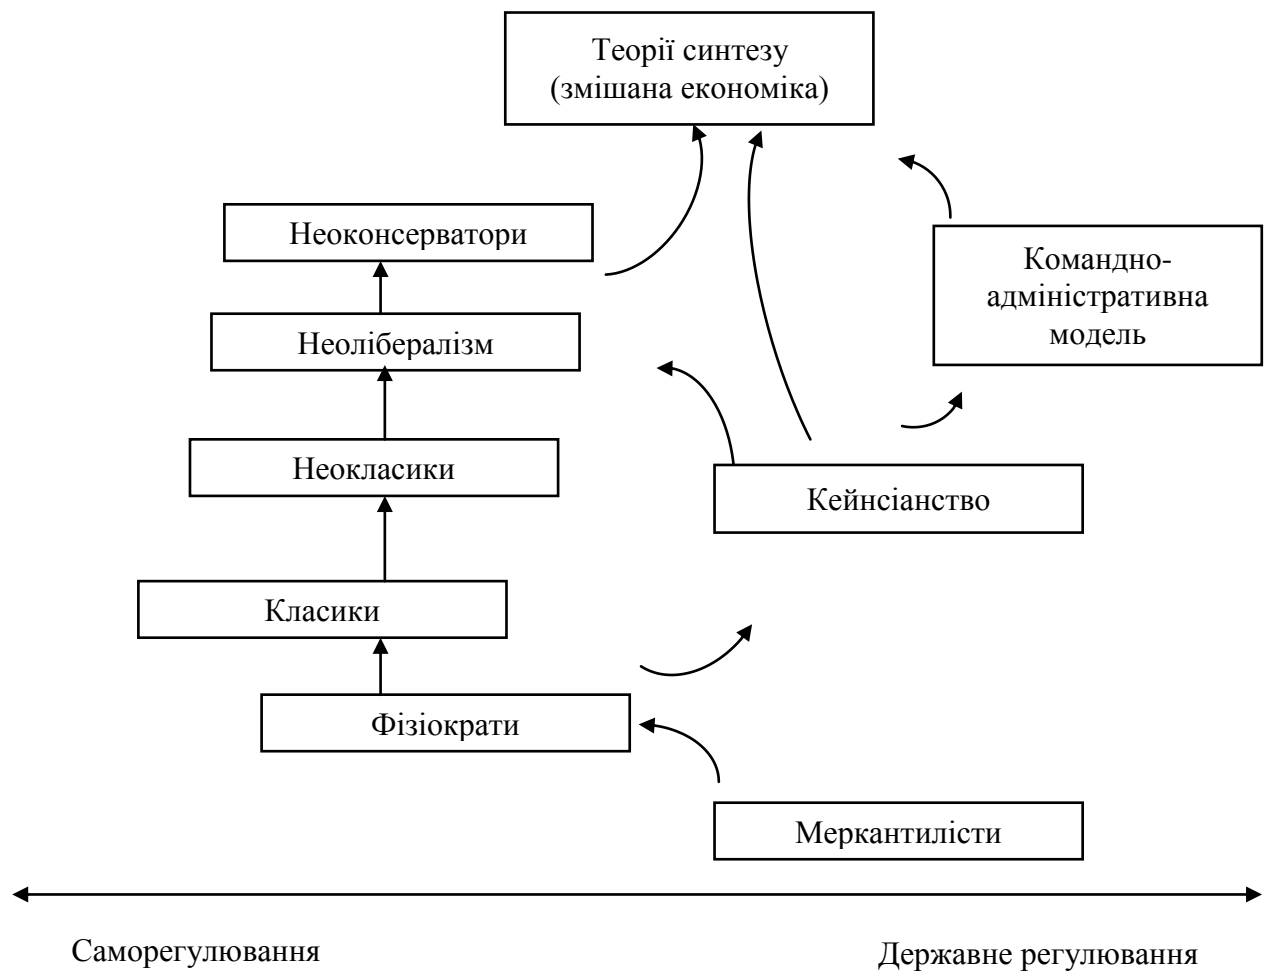 Теорії синтезу
(змішана економіка)
Неоконсерватори
Командно-
адміністративна
модель
Неолібералізм
Неокласики
Кейнсіанство
Класики
Фізіократи
Меркантилісти
Саморегулювання
Державне регулювання